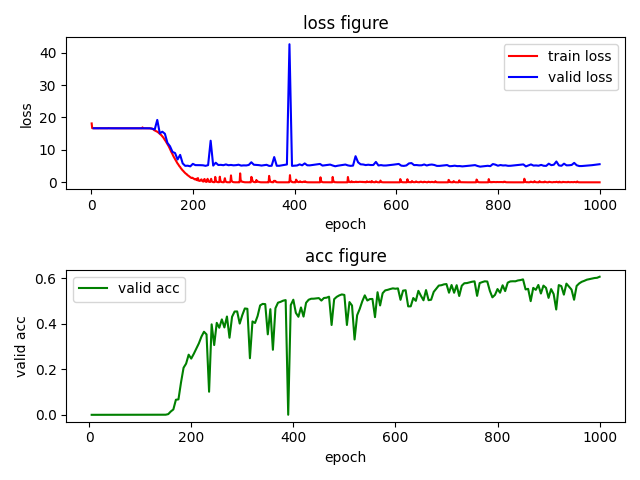 loss figure
40
30
20
10
0
loss
train loss
valid loss
0 200 400 600 800 1000
epoch
acc figure
0.6
0.4
0.2
0.0
valid acc
valid acc
0 200 400 600 800 1000
epoch